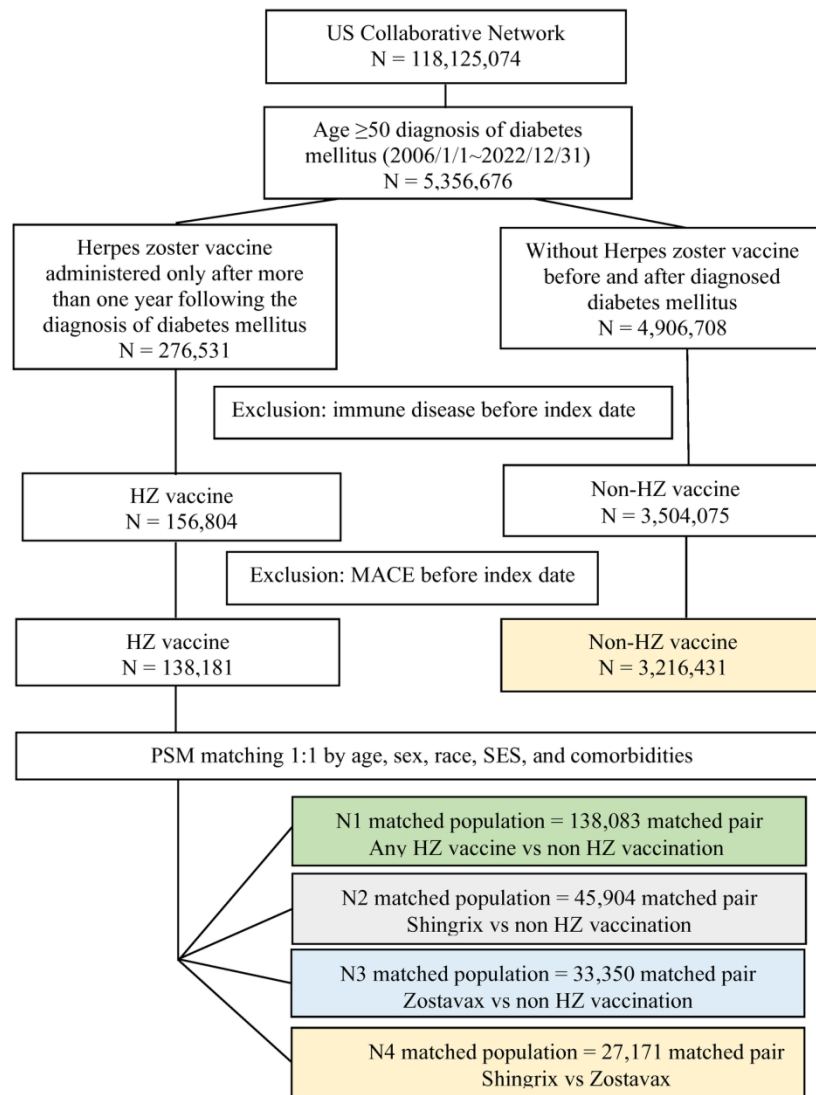 US Collaborative Network
N = 118,125,074
Age ≥50 diagnosis of diabetes
mellitus (2006/1/1~2022/12/31)
N = 5,356,676
Herpes zoster vaccine
administered only after more
than one year following the
diagnosis of diabetes mellitus
N = 276,531
Without Herpes zoster vaccine
before and after diagnosed
diabetes mellitus
N = 4,906,708
Exclusion: immune disease before index date
HZ vaccine
N = 156,804
Non-HZ vaccine
N = 3,504,075
Exclusion: MACE before index date
HZ vaccine
N = 138,181
Non-HZ vaccine
N = 3,216,431
PSM matching 1:1 by age, sex, race, SES, and comorbidities
N1 matched population = 138,083 matched pair
Any HZ vaccine vs non HZ vaccination
N2 matched population = 45,904 matched pair
Shingrix vs non HZ vaccination
N3 matched population = 33,350 matched pair
Zostavax vs non HZ vaccination
N4 matched population = 27,171 matched pair
Shingrix vs Zostavax